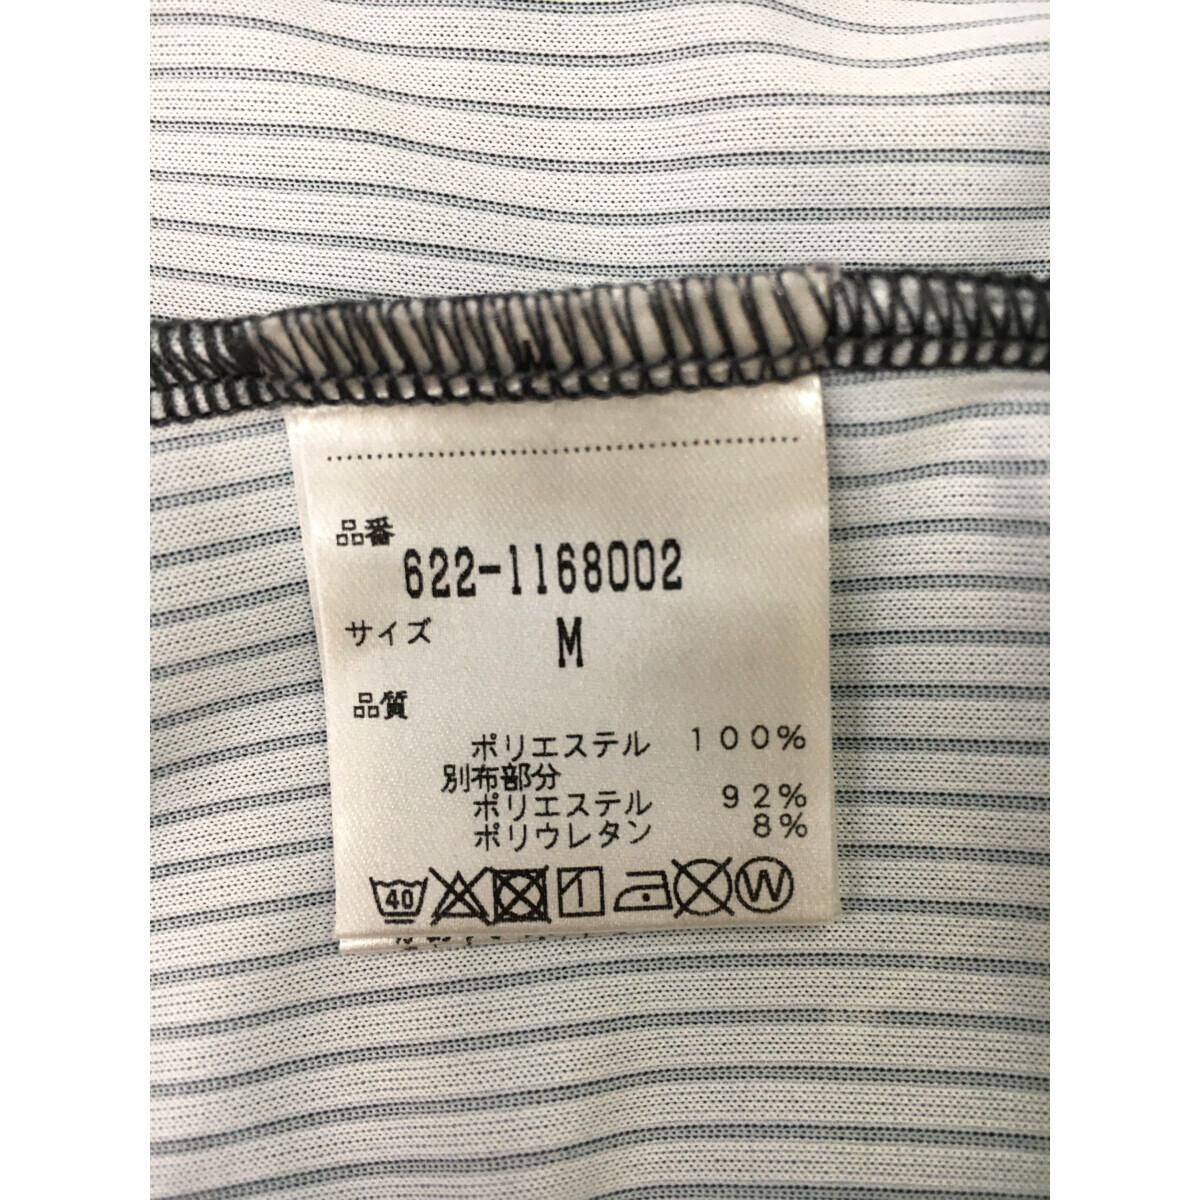 品番
622-1168002
サイズ M
品質
ポリエステル 100%
別布部分
ポリエステル 92%
ポリウレタン 8%
40 W